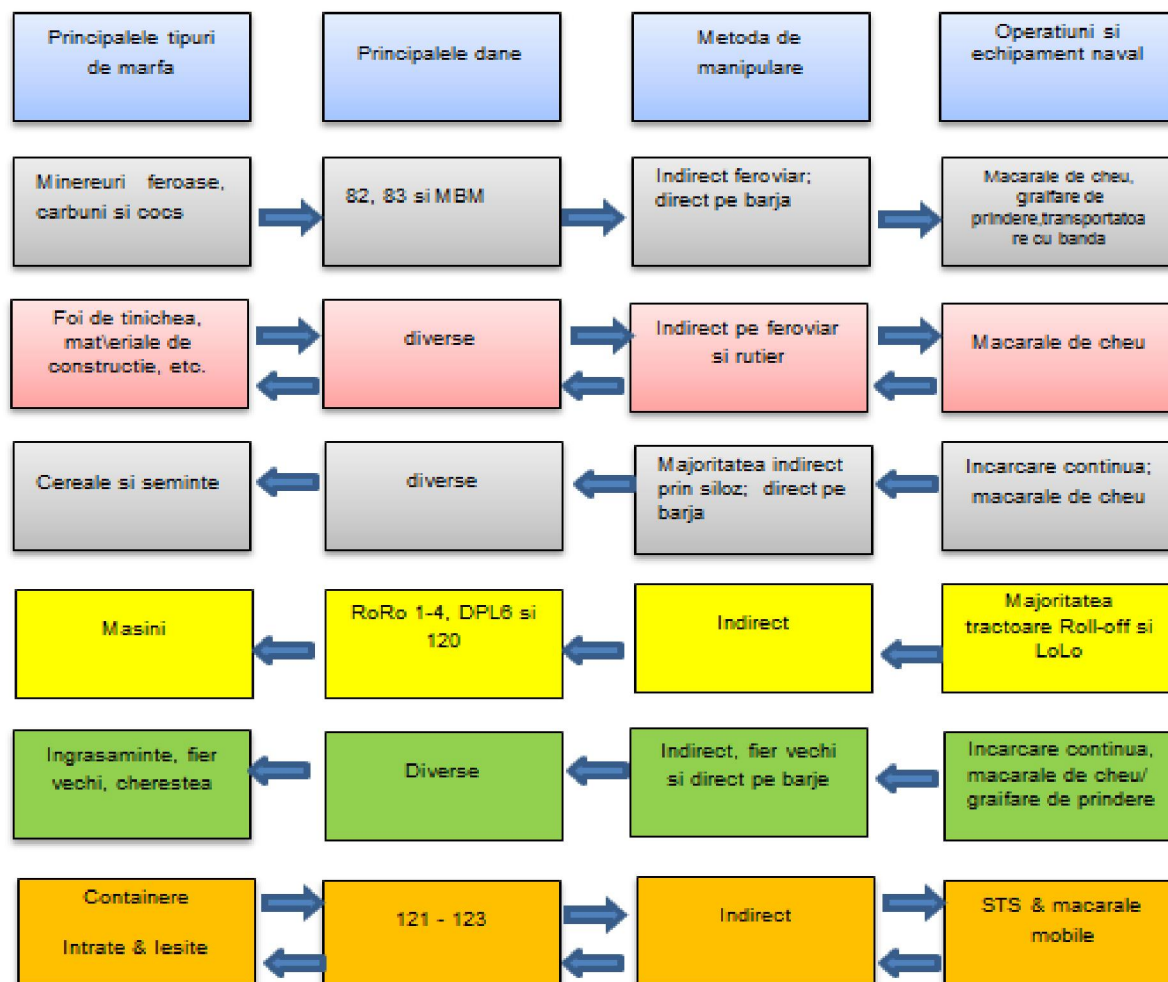 Principalele tipuri
de marfa
Principalele dane
Metoda de
manipulare
Operatiuni si
echipament naval
Minereuri feroase,
carbuni si cocs
82, 83 si MBM
Indirect feroviar;
direct pe barja
Macarale de cheu,
graifare de
prindere,transportatoa
re cu banda
Foi de tinichea,
mat\eriale de
constructie, etc.
diverse
Indirect pe feroviar
si rutier
Macarale de cheu
Cereale si seminte
diverse
Majoritatea indirect
prin siloz; direct pe
barja
Incarcare continua;
macarale de cheu
Masini
RoRo 1-4, DPL6 si
120
Indirect
Majoritatea
tractoare Roll-off si
LoLo
Ingrasaminte, fier
vechi, cherestea
Diverse
Indirect, fier vechi
si direct pe barje
Incarcare continua,
macarale de cheu/
graifare de prindere
Containere
Intrate & Iesite
121 - 123
Indirect
STS & macarale
mobile